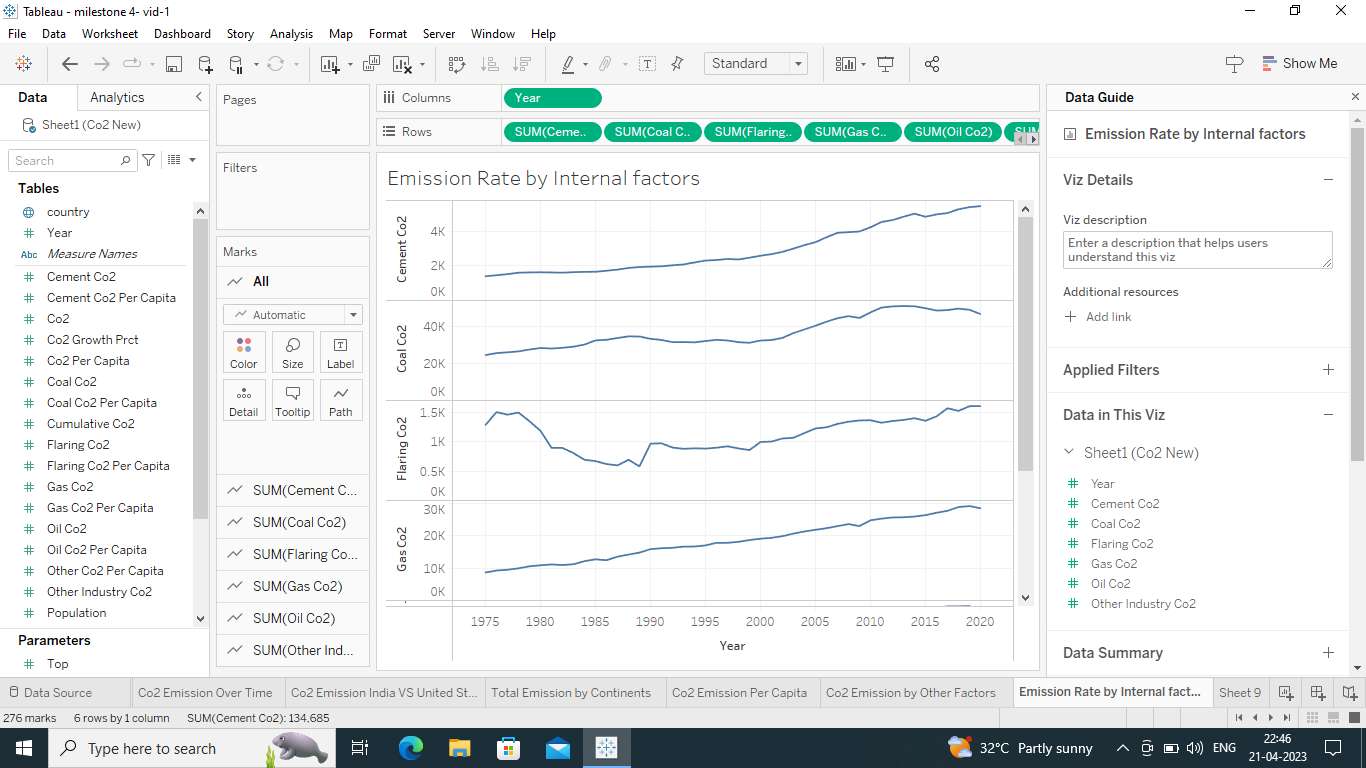 Tableau - milestone 4- vid-1
File Data Worksheet Dashboard Story Analysis Map Format Server Window Help
Standard
Show Me
Data Analytics
Sheet1 (Co2 New)
Search
Tables
country
Year
Abc Measure Names
Cement Co2
Cement Co2 Per Capita
Co2
Co2 Growth Prct
Co2 Per Capita
Coal Co2
Coal Co2 Per Capita
Cumulative Co2
Flaring Co2
Flaring Co2 Per Capita
Gas Co2
Gas Co2 Per Capita
Oil Co2
Oil Co2 Per Capita
Other Co2 Per Capita
Other Industry Co2
Population
Parameters
Top
Pages
Filters
Marks
All
Automatic
Color Size Label
Detail Tooltip Path
SUM(Cement C...
SUM(Coal Co2)
SUM(Flaring Co...
SUM(Gas Co2)
SUM(Oil Co2)
SUM(Other Ind...
Columns Year
Rows SUM(Ceme.. SUM(Coal C.. SUM(Flaring.. SUM(Gas C.. SUM(Oil Co2)
Emission Rate by Internal factors
Cement Co2
4K
2K
0K
Coal Co2
40K
20K
0K
Flaring Co2
1.5K
1K
0.5K
0K
Gas Co2
30K
20K
10K
0K
1975 1980 1985 1990 1995 2000 2005 2010 2015 2020
Year
Data Guide
Emission Rate by Internal factors
Viz Details
Viz description
Enter a description that helps users
understand this viz
Additional resources
Add link
Applied Filters
Data in This Viz
Sheet1 (Co2 New)
Year
Cement Co2
Coal Co2
Flaring Co2
Gas Co2
Oil Co2
Other Industry Co2
Data Summary
Data Source Co2 Emission Over Time Co2 Emission India VS United St... Total Emission by Continents Co2 Emission Per Capita Co2 Emission by Other Factors Emission Rate by Internal fact... Sheet 9
276 marks 6 rows by 1 column SUM(Cement Co2): 134,685
Type here to search
32°C Partly sunny
ENG
22:46
21-04-2023